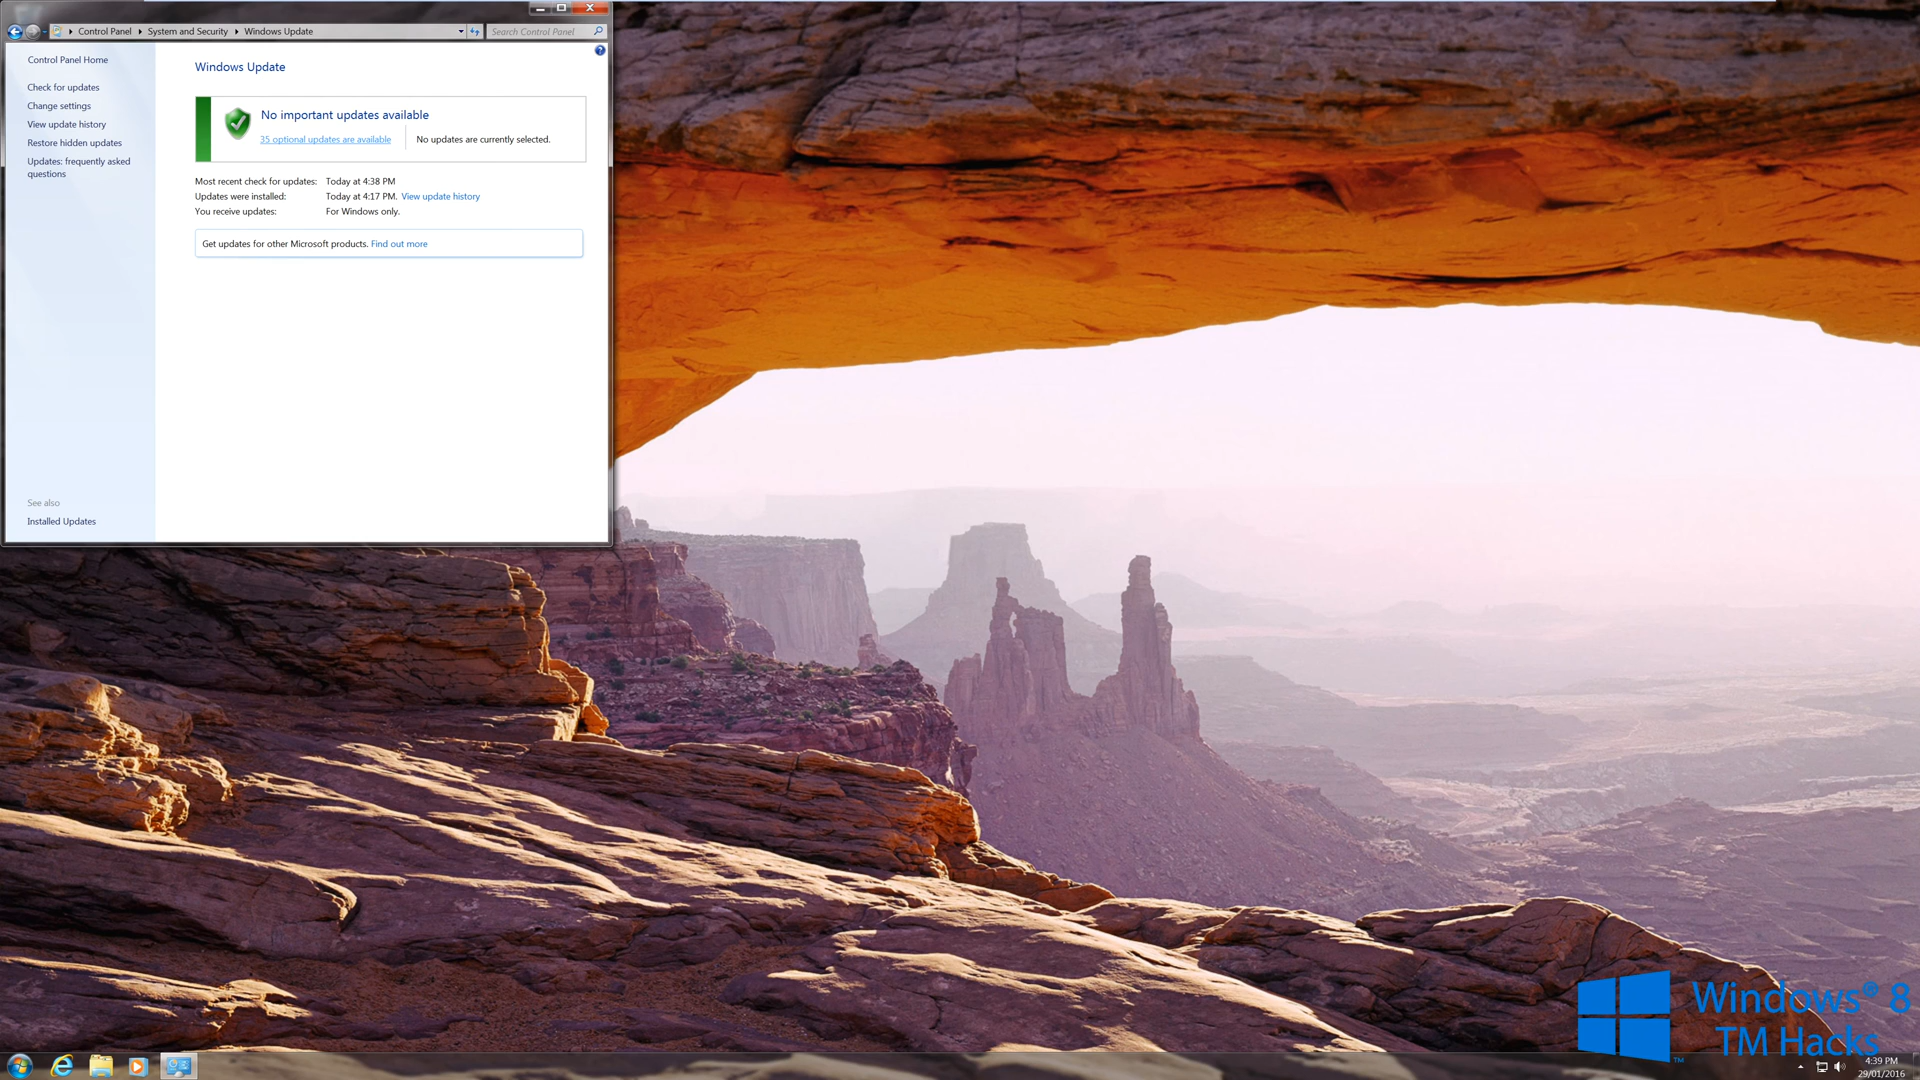 Control Panel ▸ System and Security ▸ Windows Update
Search Control Panel
Control Panel Home
Check for updates
Change settings
View update history
Restore hidden updates
Updates: frequently asked
questions
See also
Installed Updates
Windows Update
No important updates available
35 optional updates are available
No updates are currently selected.
Most recent check for updates: Today at 4:38 PM
Updates were installed: Today at 4:17 PM. View update history
You receive updates: For Windows only.
Get updates for other Microsoft products. Find out more
Windows® 8
TM Hacks
TM
4:39 PM
29/01/2016